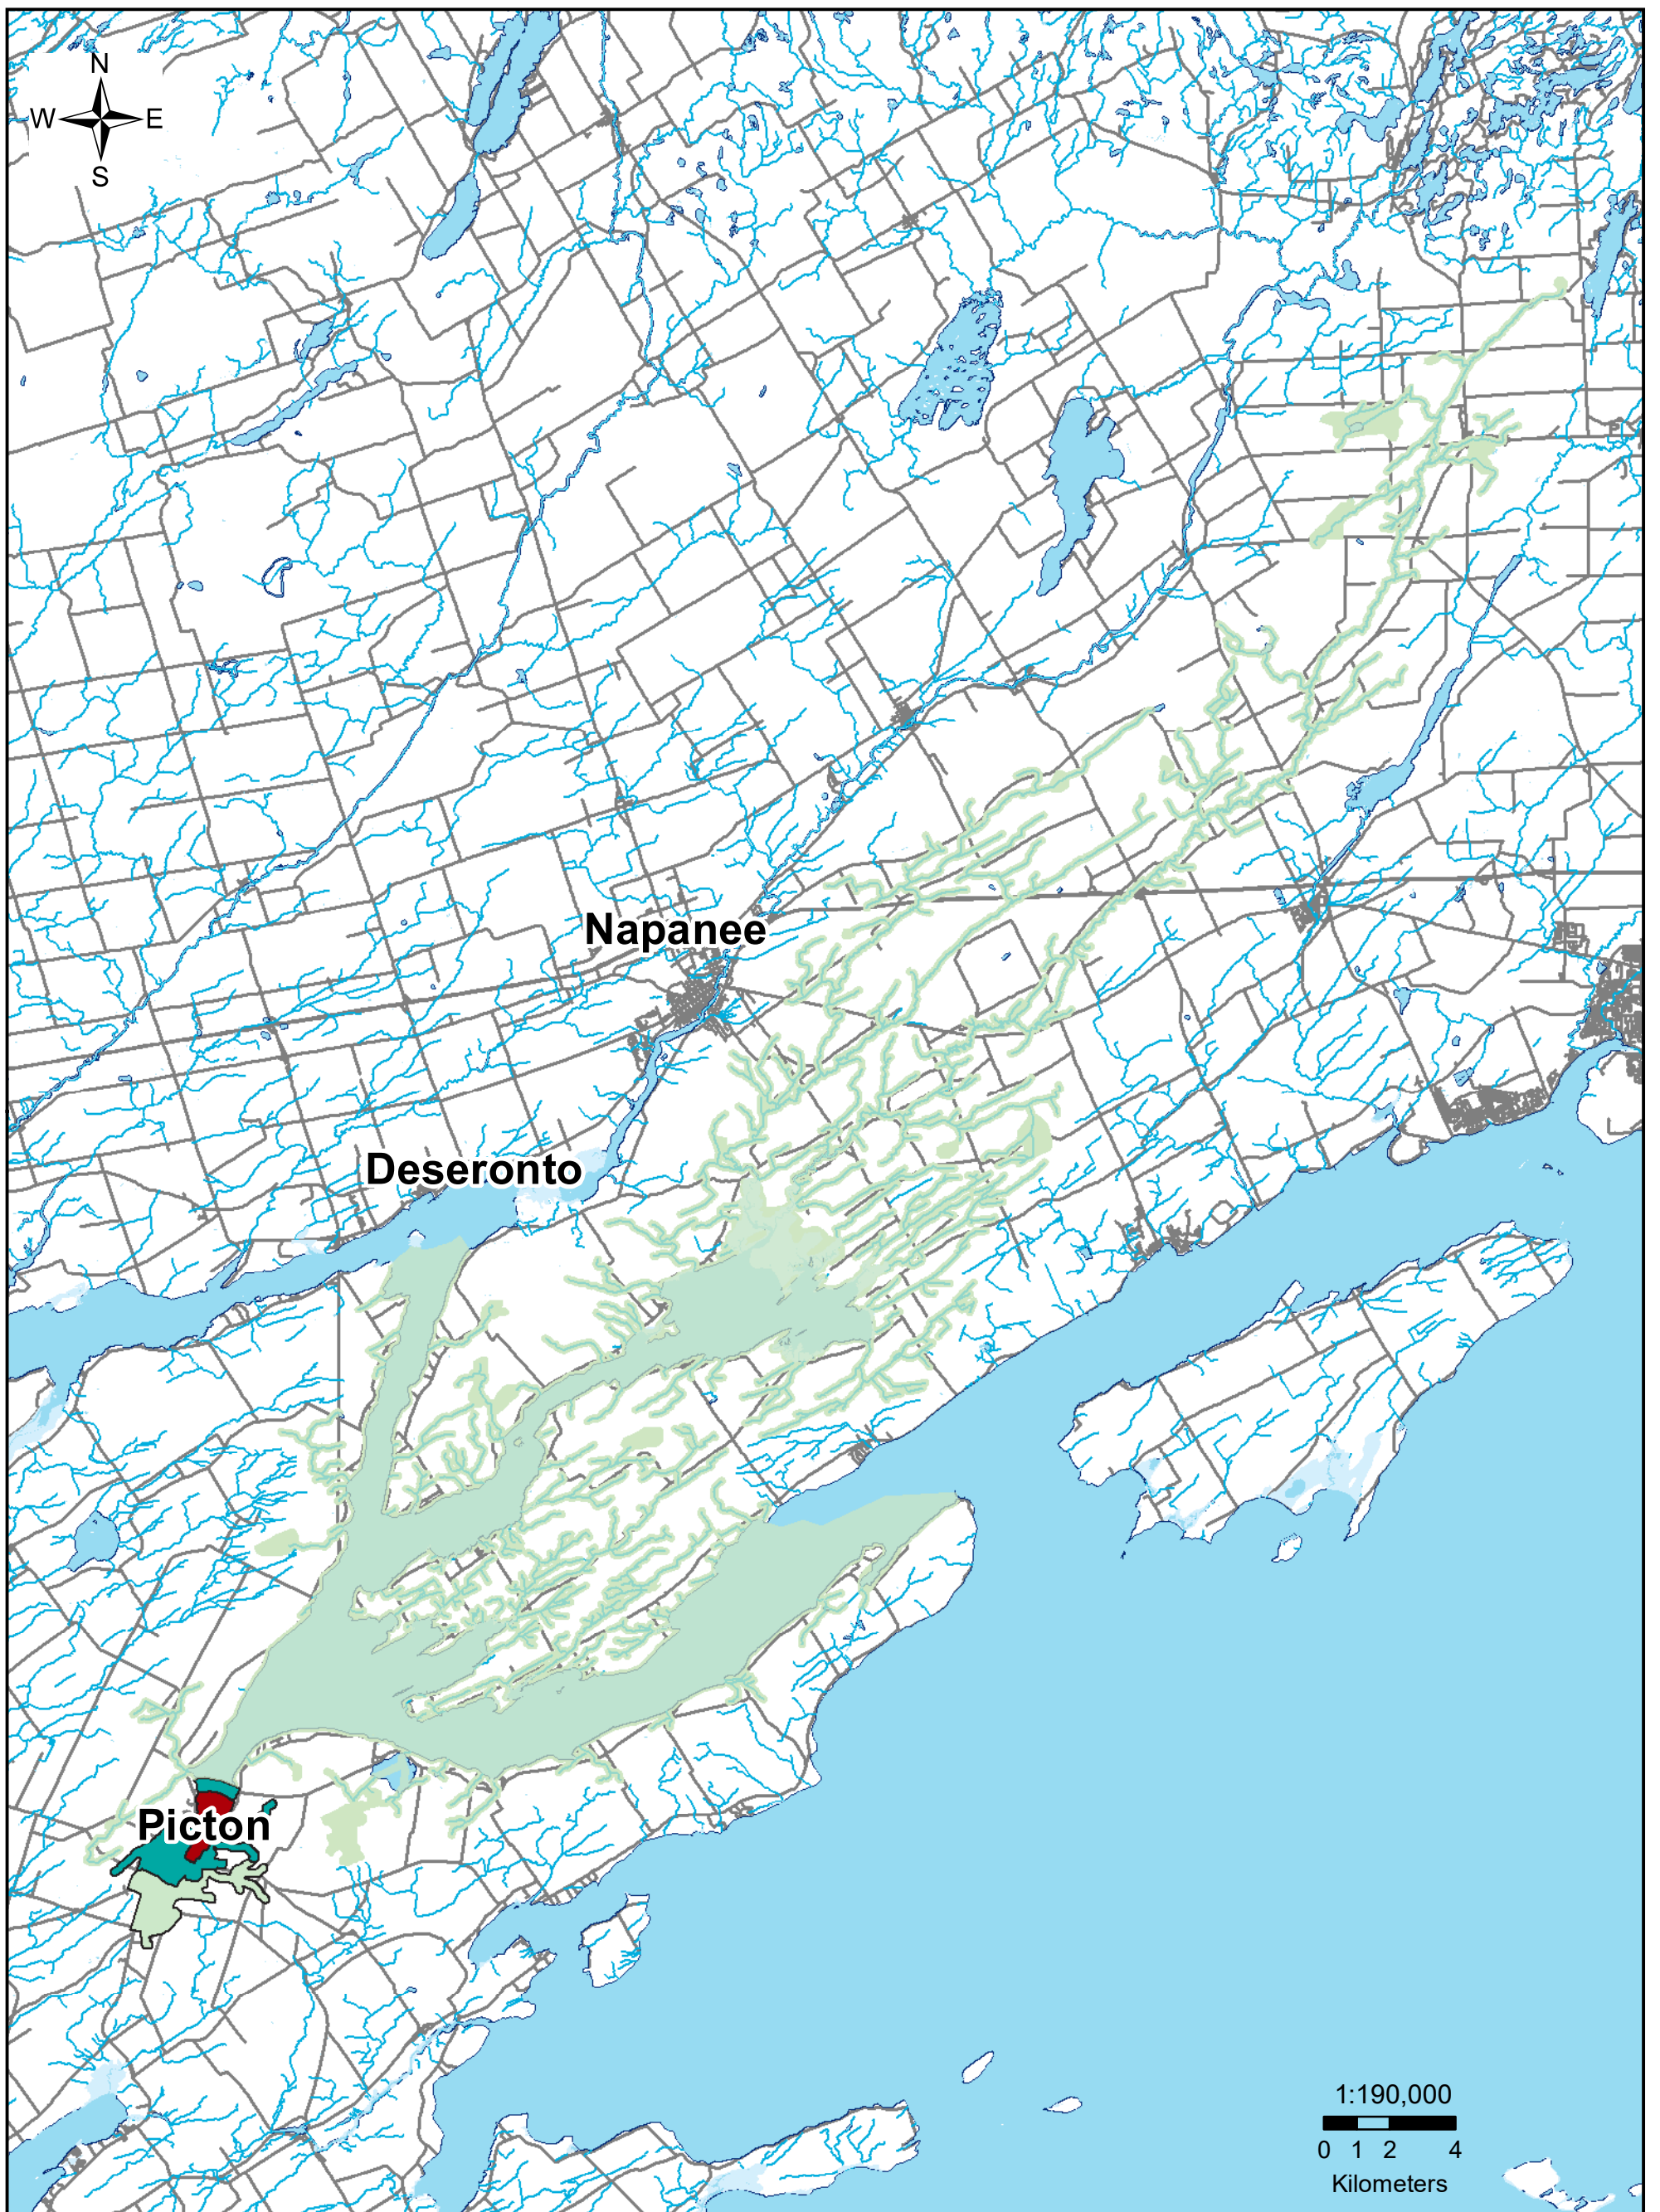 N
W E
S
Napanee
Deseronto
Picton
1:190,000
0 1 2 4
Kilometers